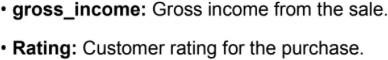 • gross_income: Gross income from the sale.
• Rating: Customer rating for the purchase.